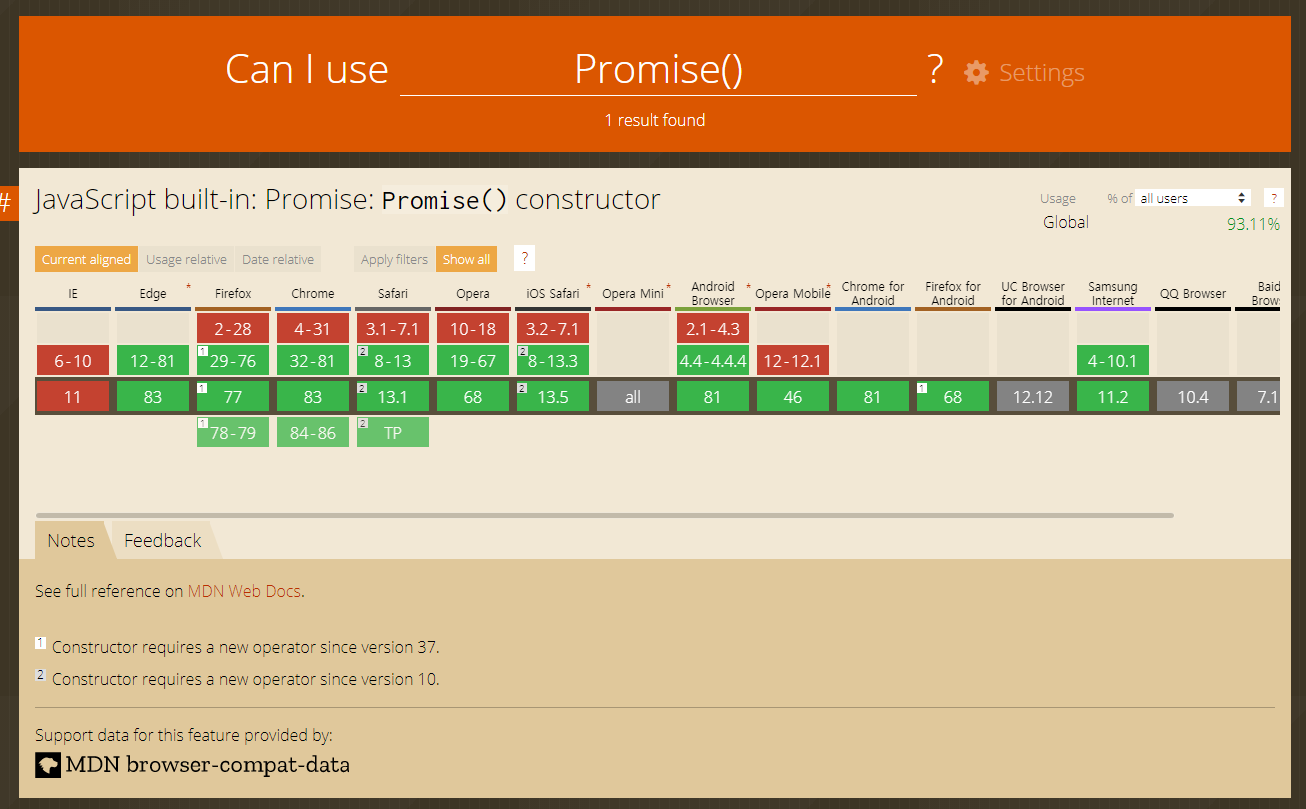 Can I use Promise() ? Settings
1 result found
#
JavaScript built-in: Promise: Promise() constructor
Usage % of all users ?
Global 93.11%
Current aligned Usage relative Date relative Apply filters Show all ?
IE Edge * Firefox Chrome Safari Opera iOS Safari * Opera Mini * Android Browser * Opera Mobile * Chrome for Android Firefox for Android UC Browser for Android Samsung Internet QQ Browser Baid Brows
2-28 4-31 3.1-7.1 10-18 3.2-7.1 2.1-4.3
6-10 12-81 1 29-76 32-81 2 8-13 19-67 2 8-13.3 4.4-4.4.4 12-12.1 4-10.1
11 83 1 77 83 2 13.1 68 2 13.5 all 81 46 81 1 68 12.12 11.2 10.4 7.1
1 78-79 84-86 2 TP
Notes Feedback
See full reference on MDN Web Docs.
1 Constructor requires a new operator since version 37.
2 Constructor requires a new operator since version 10.
Support data for this feature provided by:
MDN browser-compat-data